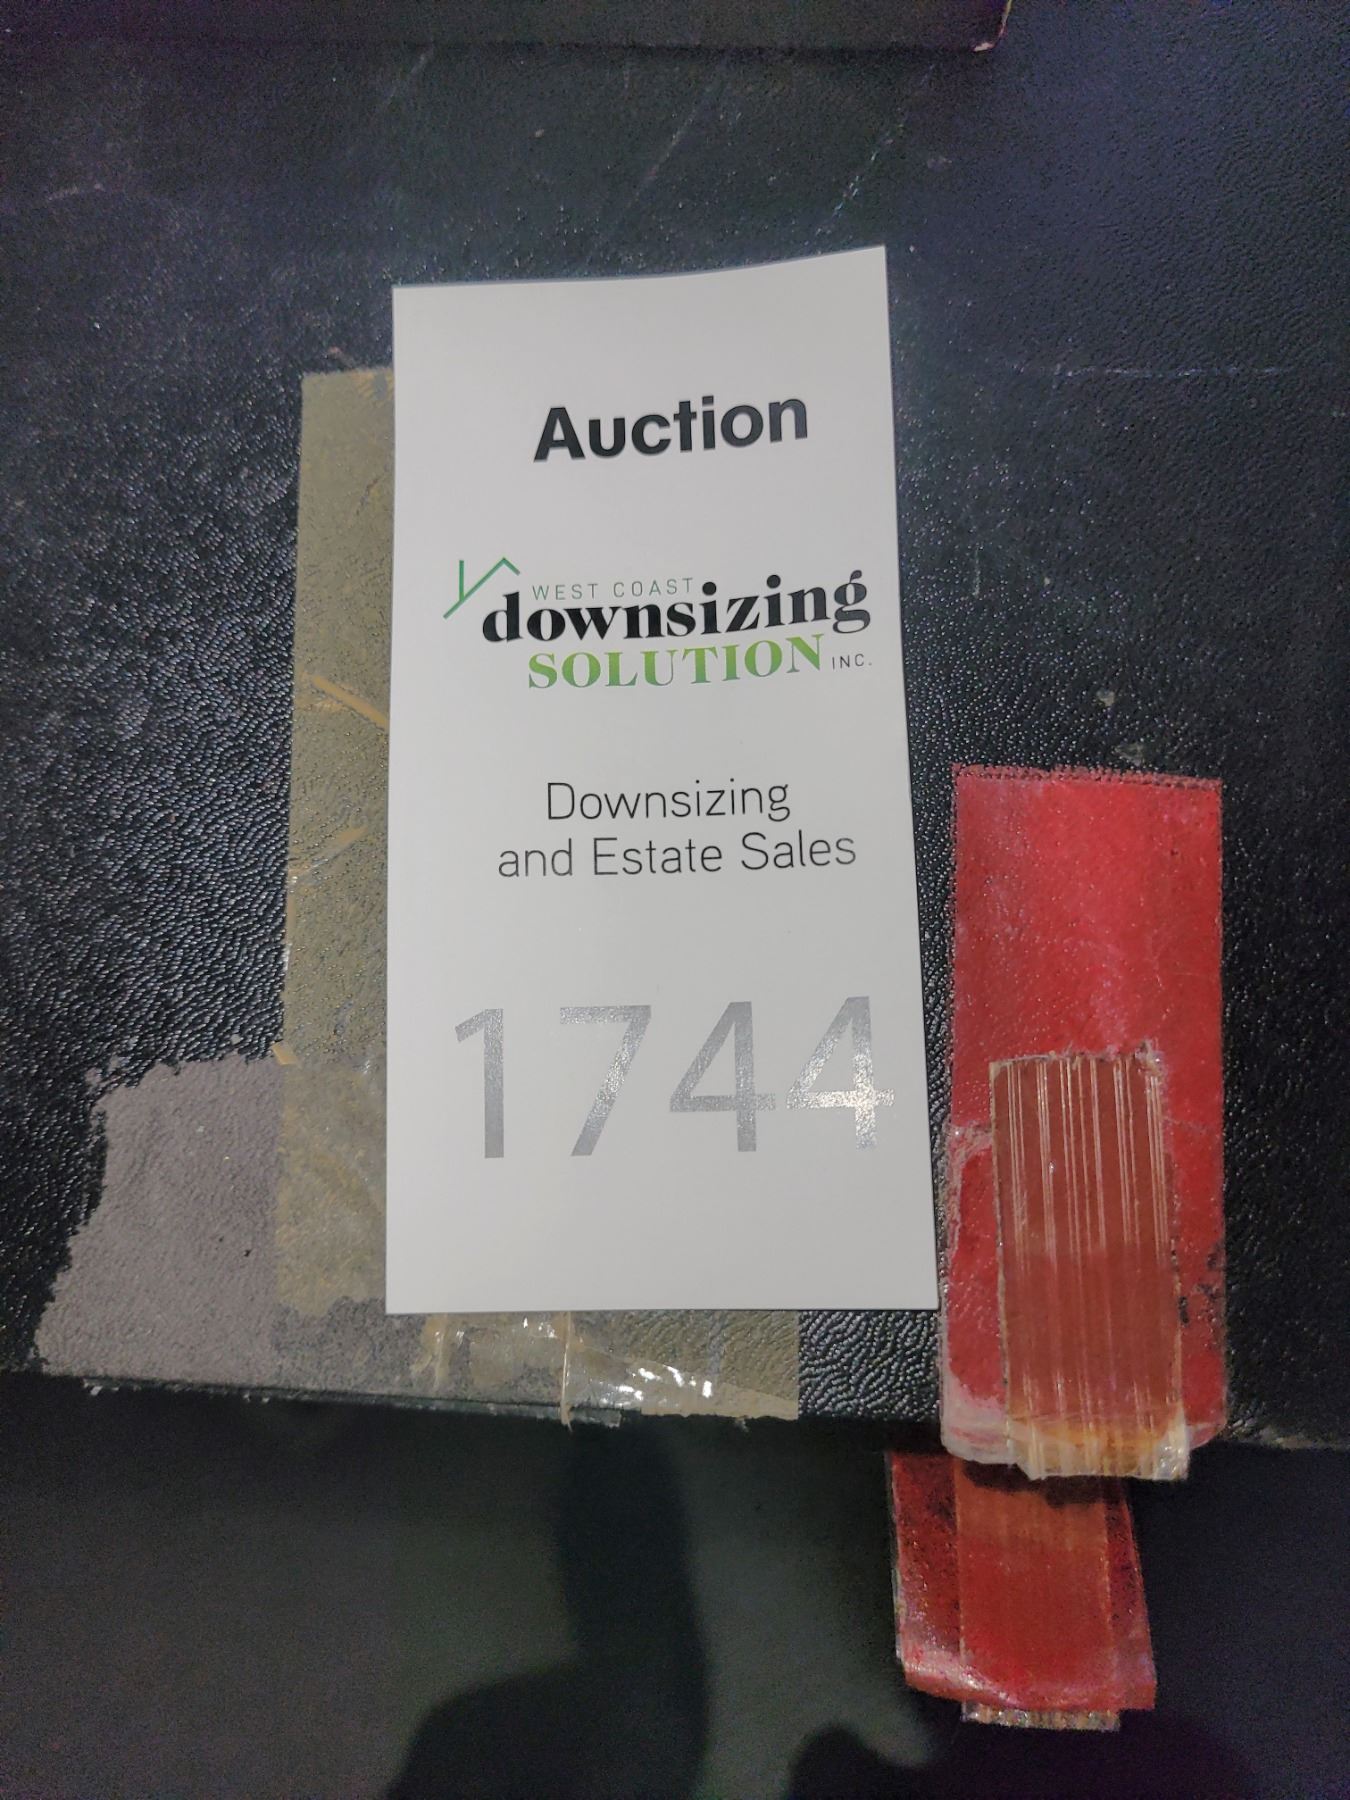 Auction
WEST COAST
downsizing
SOLUTION INC.
Downsizing
and Estate Sales
1744